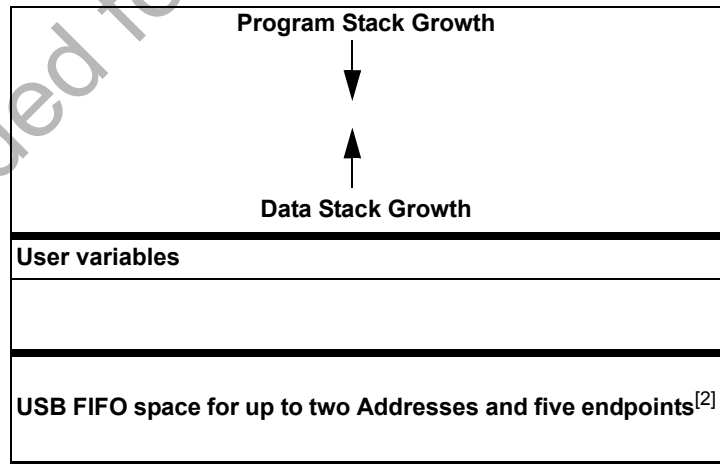 Program Stack Growth
Data Stack Growth
User variables
USB FIFO space for up to two Addresses and five endpoints[2]